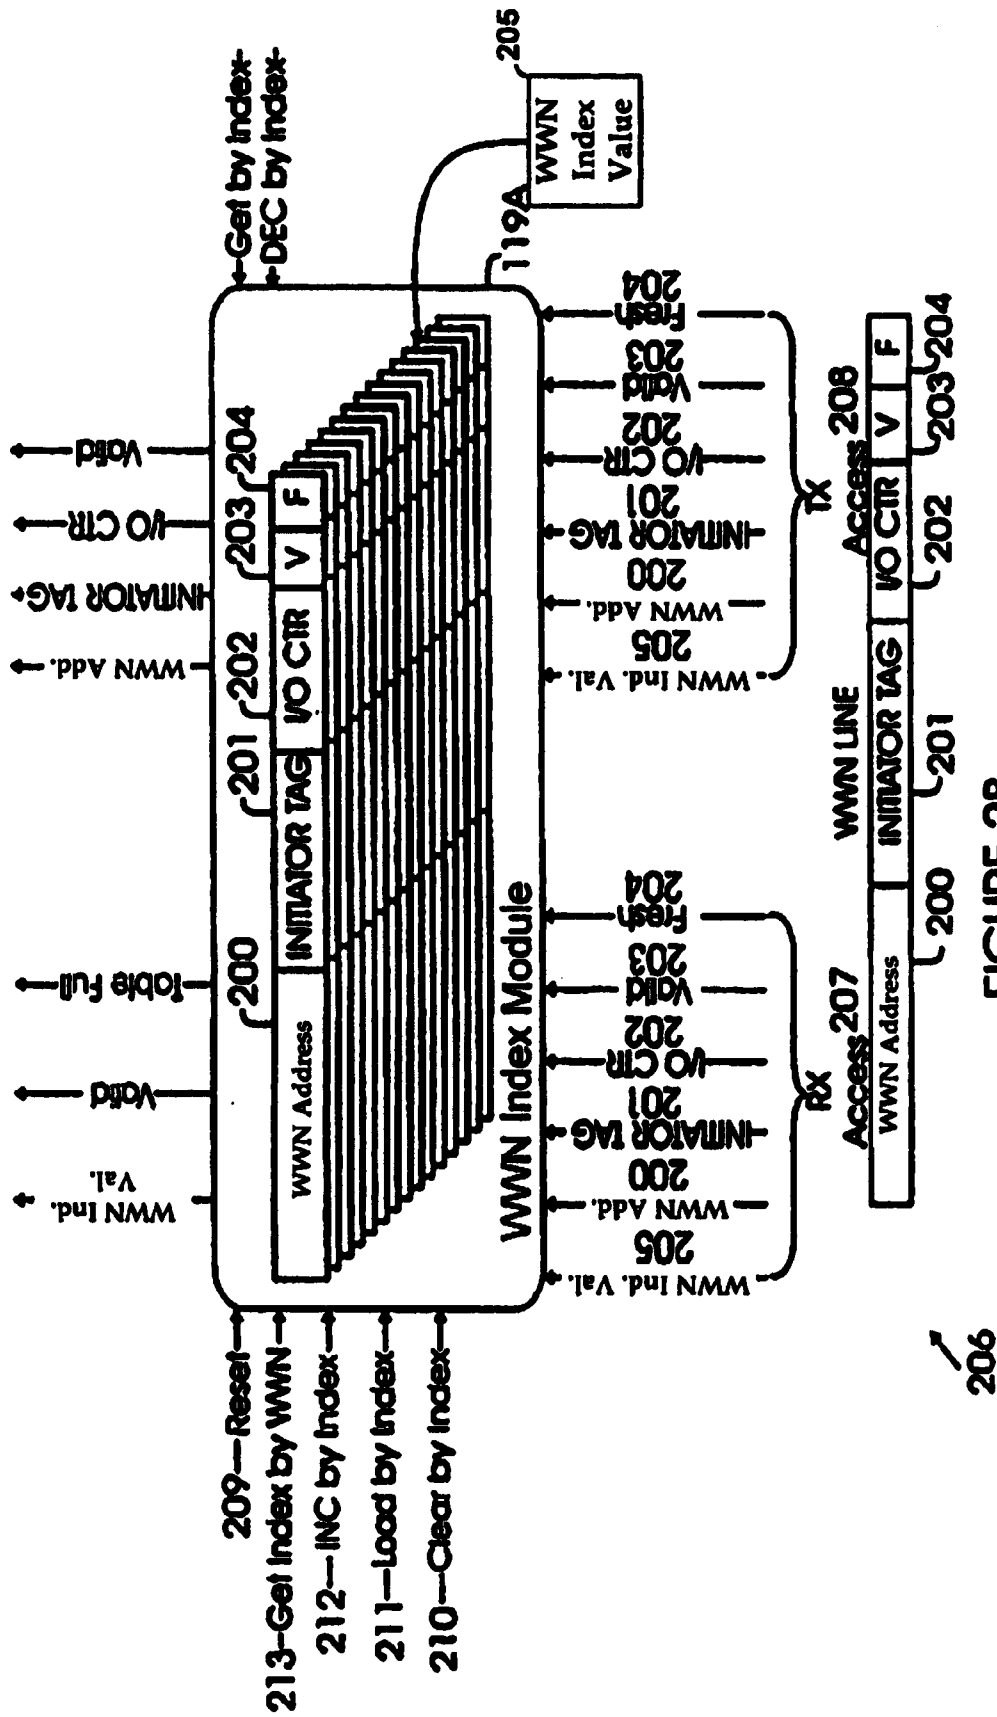 WWN Ind.
Val.
Valid
Table Full
WWN Add.
INITIATOR TAG
I/O CTR
Valid
209 Reset
213 Get Index by WWN
212 INC by Index
211 Load by Index
210 Clear by Index
Get by Index
DEC by Index
200
201
202
203
204
WWN Address
INITIATOR TAG
I/O CTR
V
F
WWN Index Module
119A
205
WWN
Index
Value
WWN Ind. Val.
205
WWN Add.
200
INITIATOR TAG
201
I/O CTR
202
Valid
203
Fresh
204
RX
Access 207
WWN Ind. Val.
205
WWN Add.
200
INITIATOR TAG
201
I/O CTR
202
Valid
203
Fresh
204
TX
Access 208
WWN LINE
WWN Address
INITIATOR TAG
I/O CTR
V
F
200
201
202
203
204
206